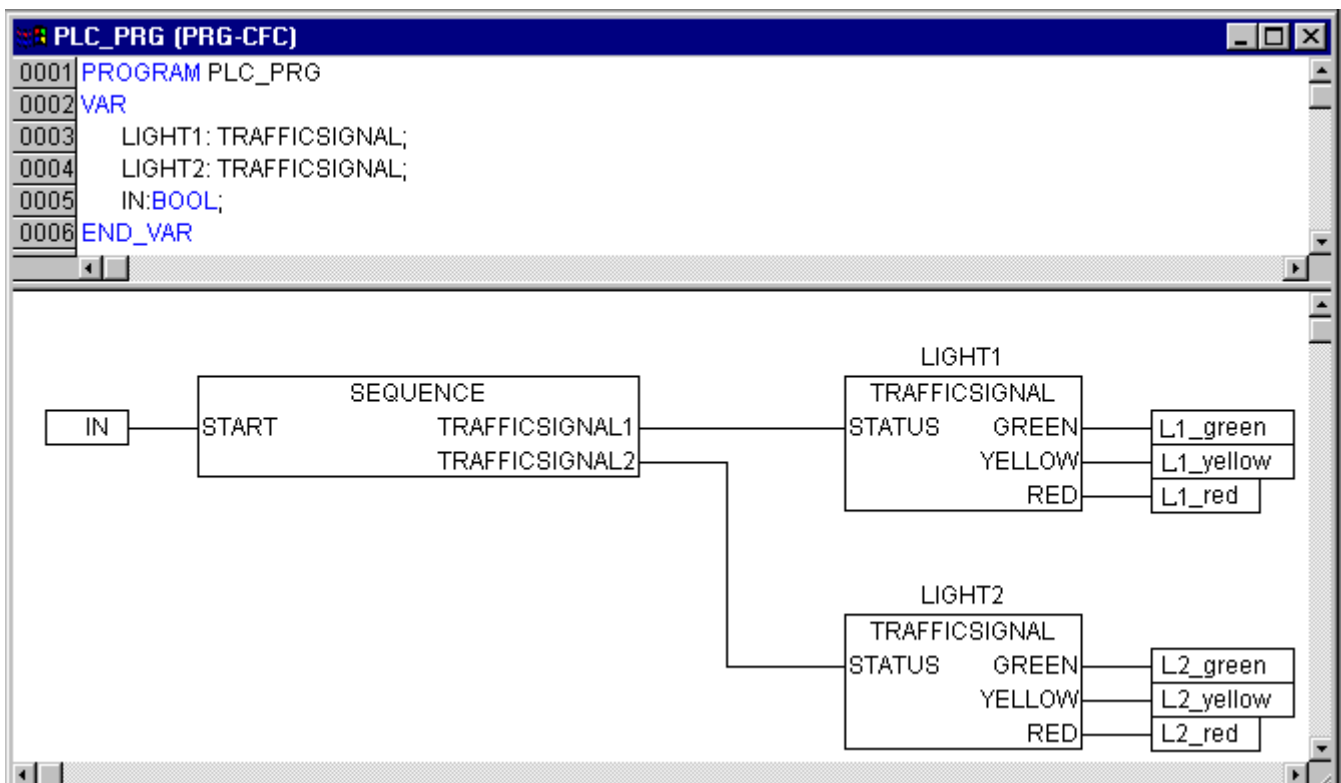 PLC_PRG (PRG-CFC)
0001 PROGRAM PLC_PRG
0002 VAR
0003 LIGHT1: TRAFFICSIGNAL;
0004 LIGHT2: TRAFFICSIGNAL;
0005 IN:BOOL;
0006 END_VAR
LIGHT1
SEQUENCE TRAFFICSIGNAL
IN START TRAFFICSIGNAL1 STATUS GREEN L1_green
TRAFFICSIGNAL2 YELLOW L1_yellow
RED L1_red
LIGHT2
TRAFFICSIGNAL
STATUS GREEN L2_green
YELLOW L2_yellow
RED L2_red